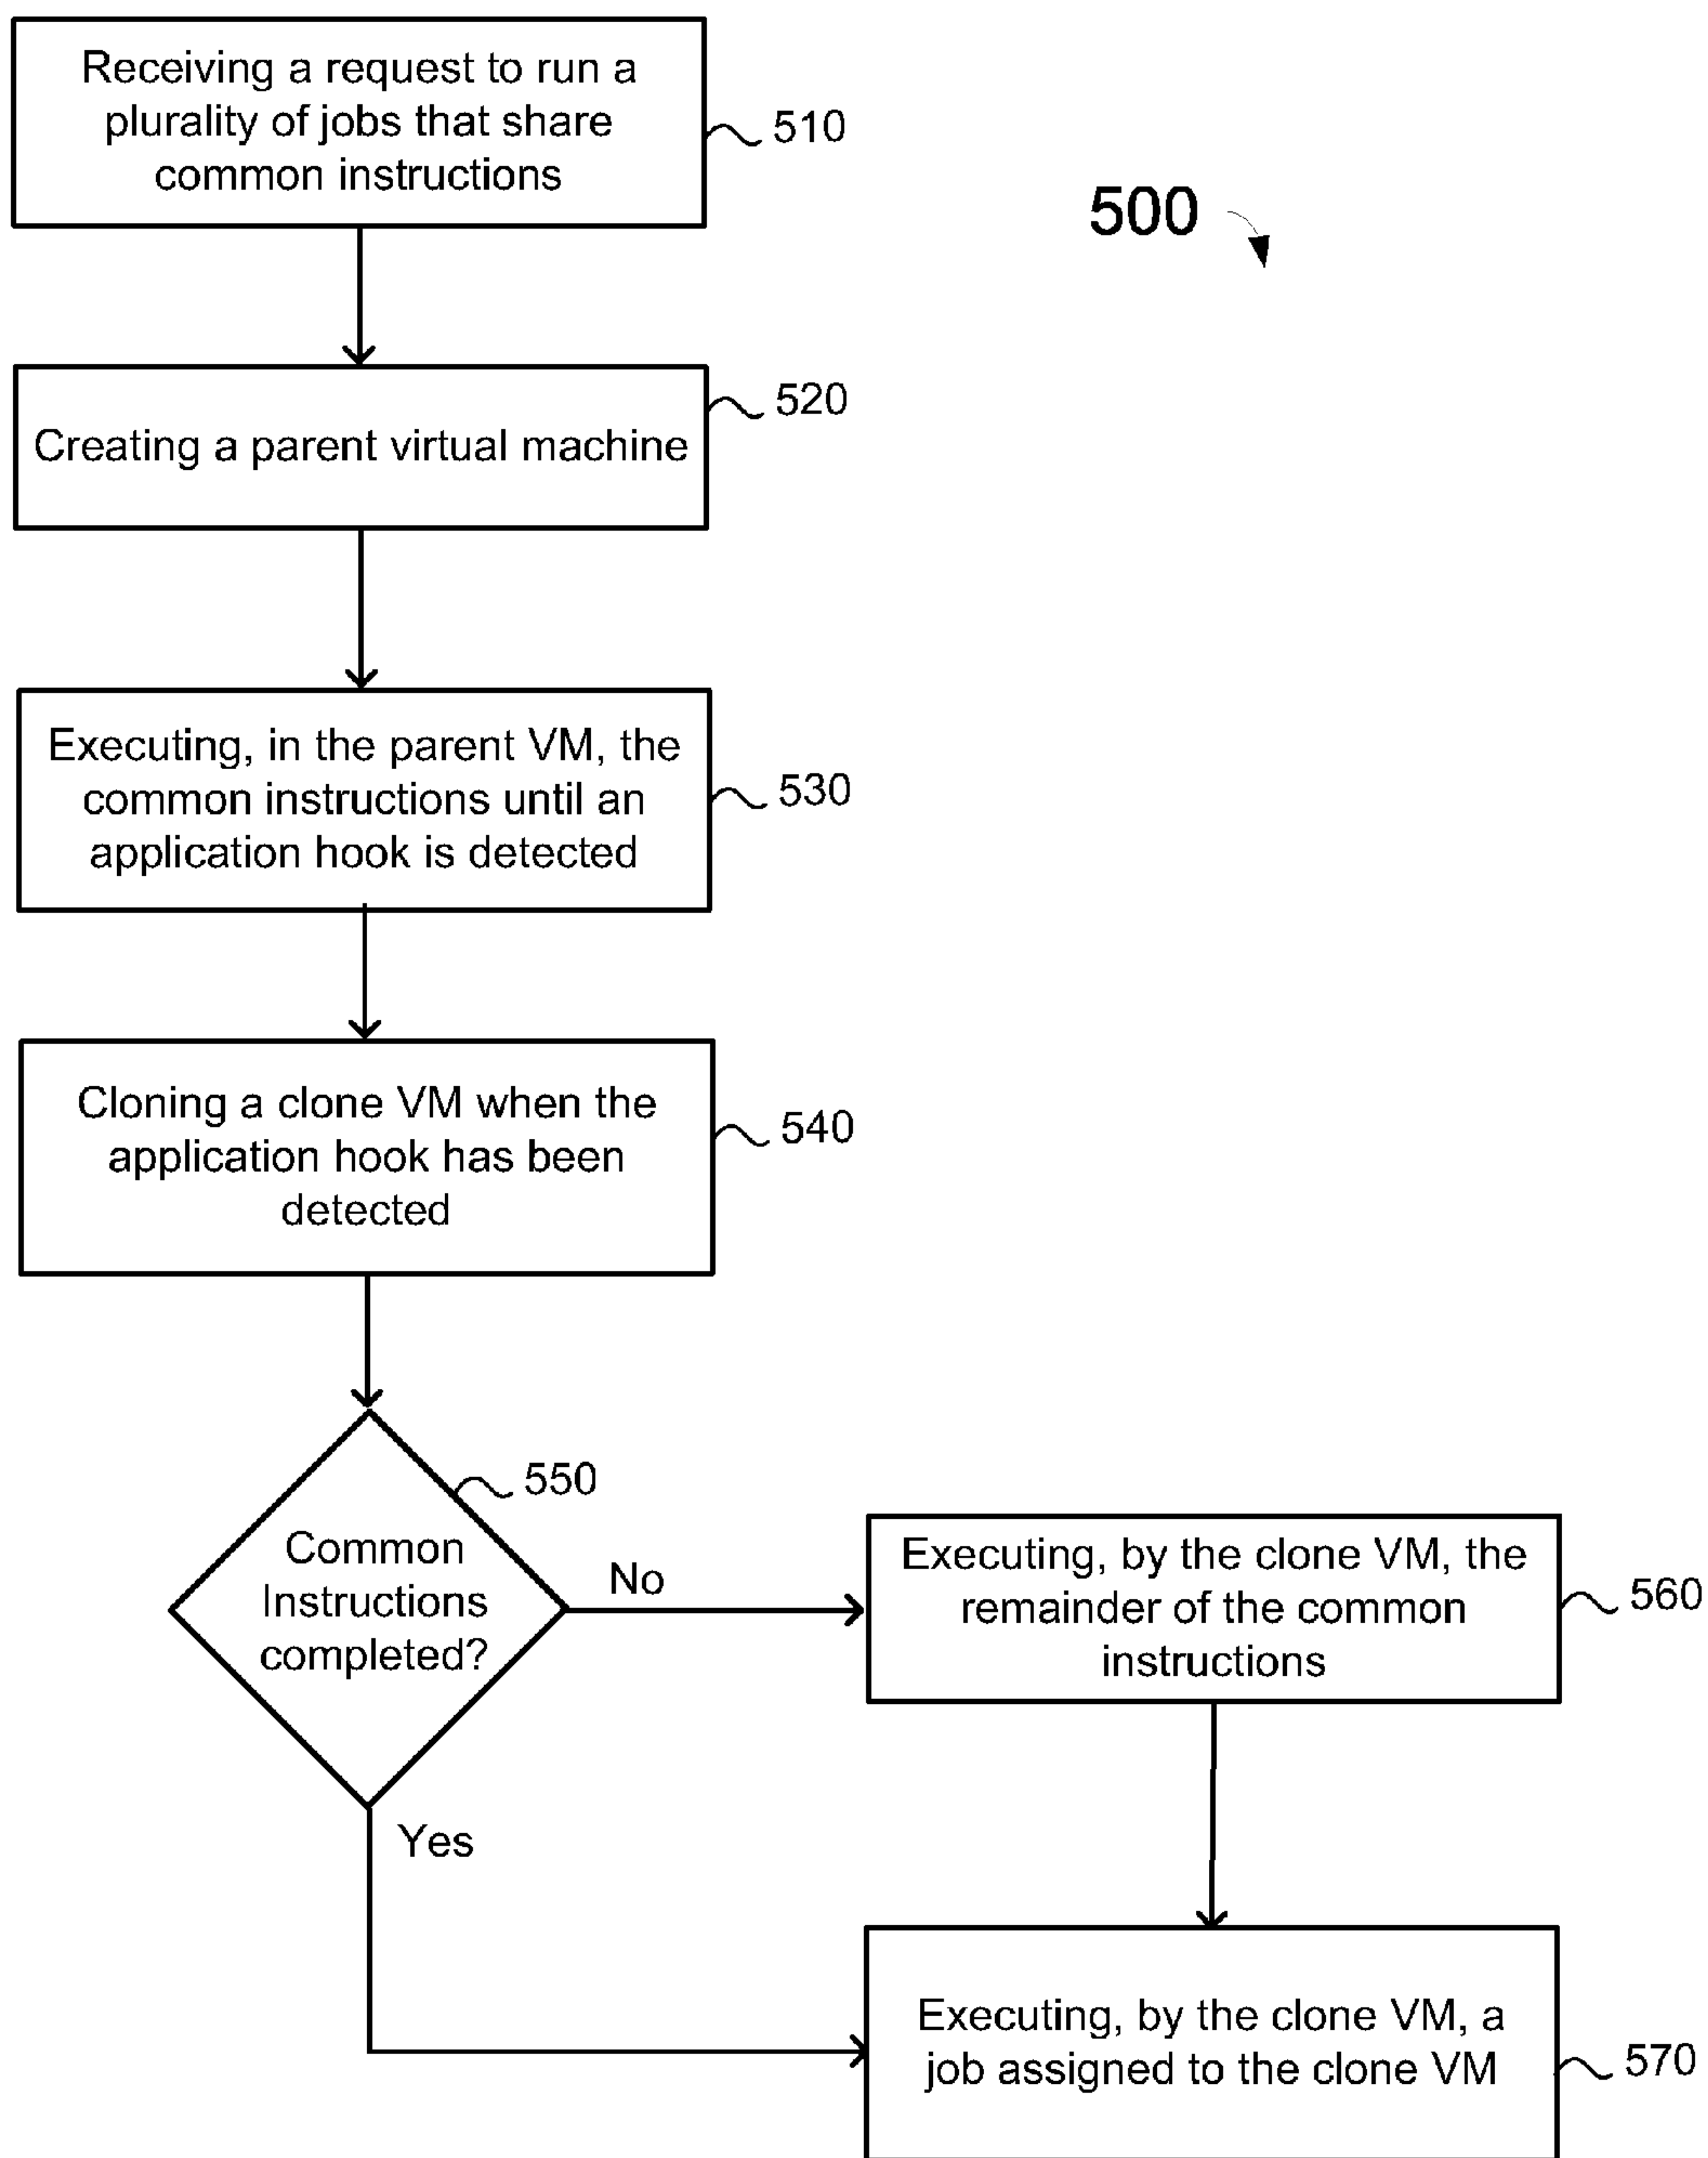 Receiving a request to run a
plurality of jobs that share
common instructions
510
500
Creating a parent virtual machine
520
Executing, in the parent VM, the
common instructions until an
application hook is detected
530
Cloning a clone VM when the
application hook has been
detected
540
Common
Instructions
completed?
550
No
Yes
Executing, by the clone VM, the
remainder of the common
instructions
560
Executing, by the clone VM, a
job assigned to the clone VM
570